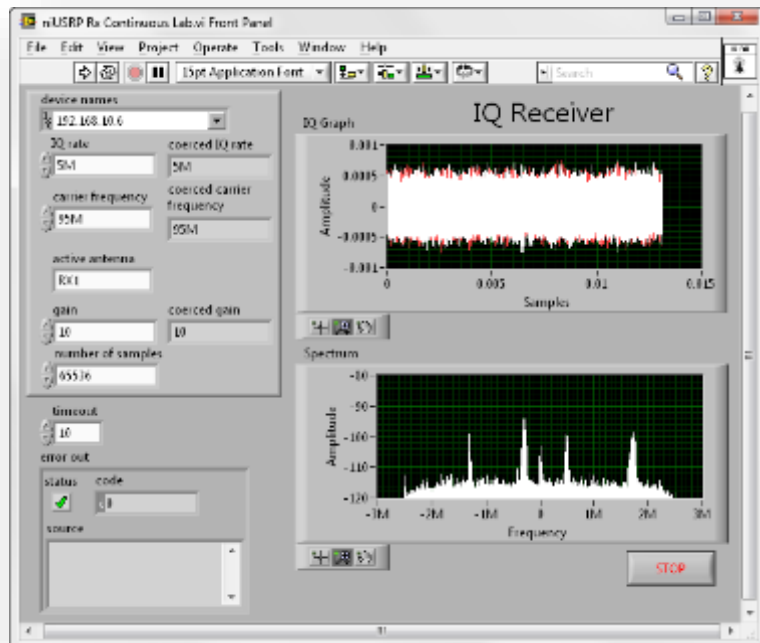 niUSRP Rx Continuous Lab.vi Front Panel
File Edit View Project Operate Tools Window Help
15pt Application Font
Search
device names
192.168.10.6
IQ rate
5M
coerced IQ rate
5M
carrier frequency
95M
coerced carrier
frequency
95M
active antenna
RX1
gain
10
coerced gain
10
number of samples
65536
timeout
10
error out
status
code
0
source
IQ Receiver
IQ Graph
Amplitude
0.001
0.0005
0
-0.0005
-0.001
0 0.005 0.01 0.015
Samples
Spectrum
Amplitude
-80
-90
-100
-110
-120
-3M -2M -1M 0 1M 2M 3M
Frequency
STOP